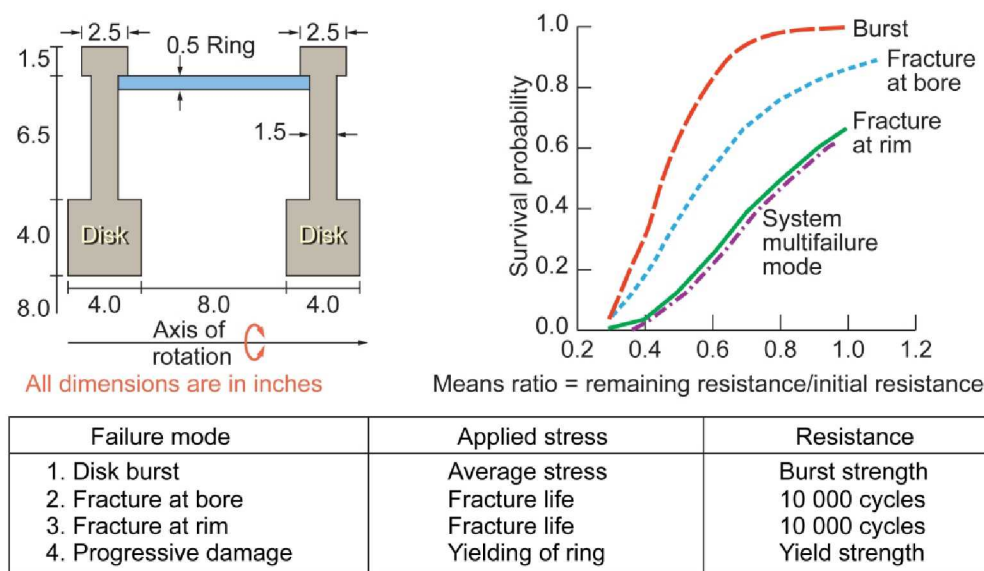 2.5
2.5
1.5
0.5 Ring
6.5
1.5
4.0
Disk
Disk
8.0
4.0
8.0
4.0
Axis of
rotation
All dimensions are in inches
Survival probability
1.0
0.8
0.6
0.4
0.2
0.0
0.2
0.4
0.6
0.8
1.0
1.2
Burst
Fracture
at bore
Fracture
at rim
System
multifailure
mode
Means ratio = remaining resistance/initial resistance
Failure mode Applied stress Resistance
1. Disk burst Average stress Burst strength
2. Fracture at bore Fracture life 10 000 cycles
3. Fracture at rim Fracture life 10 000 cycles
4. Progressive damage Yielding of ring Yield strength